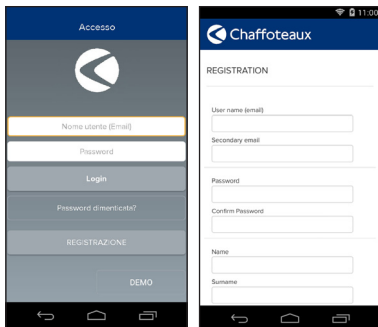 Accesso
Nome utente (Email)
Password
Login
Password dimenticata?
REGISTRAZIONE
DEMO
11:00
Chaffoteaux
REGISTRATION
User name (email)
Secondary email
Password
Confirm Password
Name
Surname